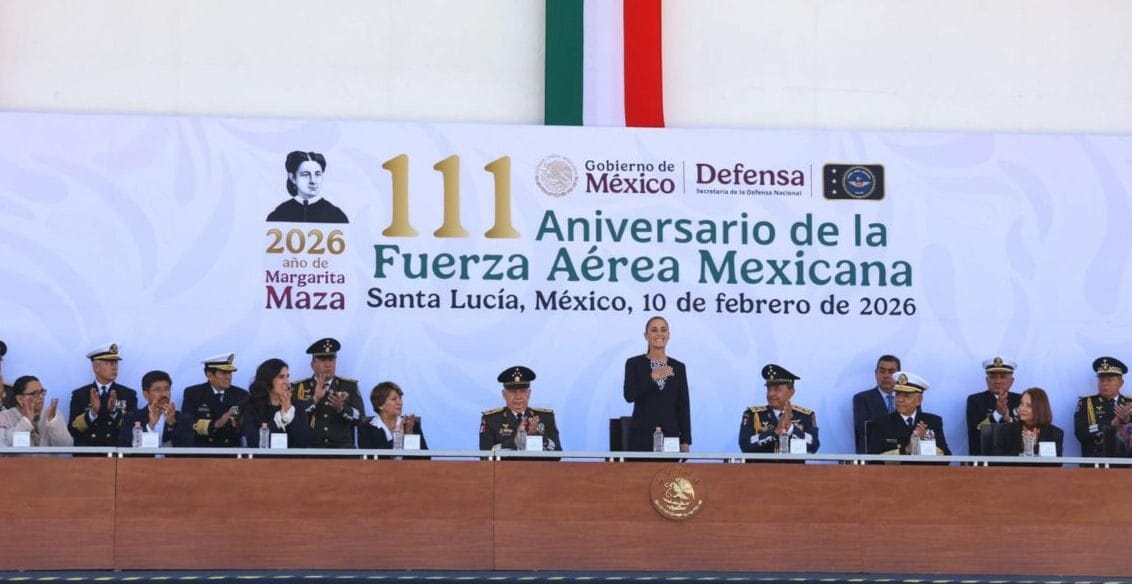 2026
año de
Margarita
Maza
111
Gobierno de
México
Defensa
Secretaría de la Defensa Nacional
Aniversario de la
Fuerza Aérea Mexicana
Santa Lucía, México, 10 de febrero de 2026